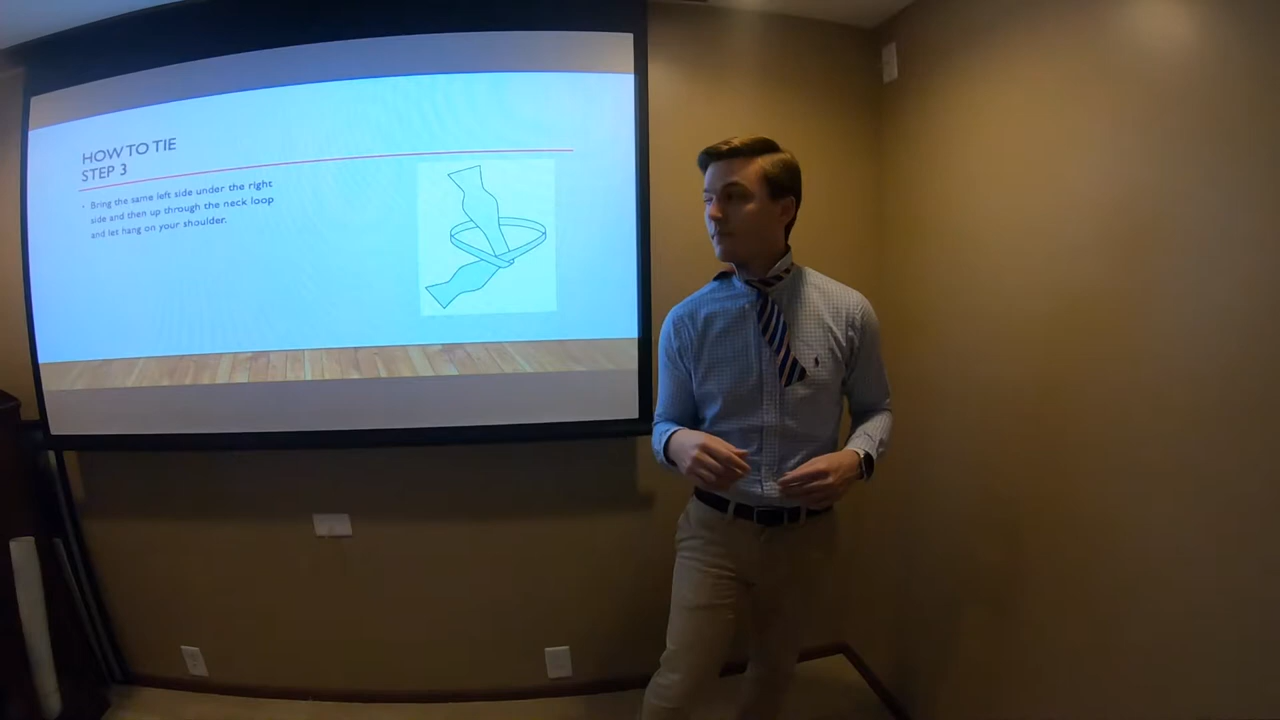 HOW TO TIE
STEP 3
• Bring the same left side under the right
side and then up through the neck loop
and let hang on your shoulder.